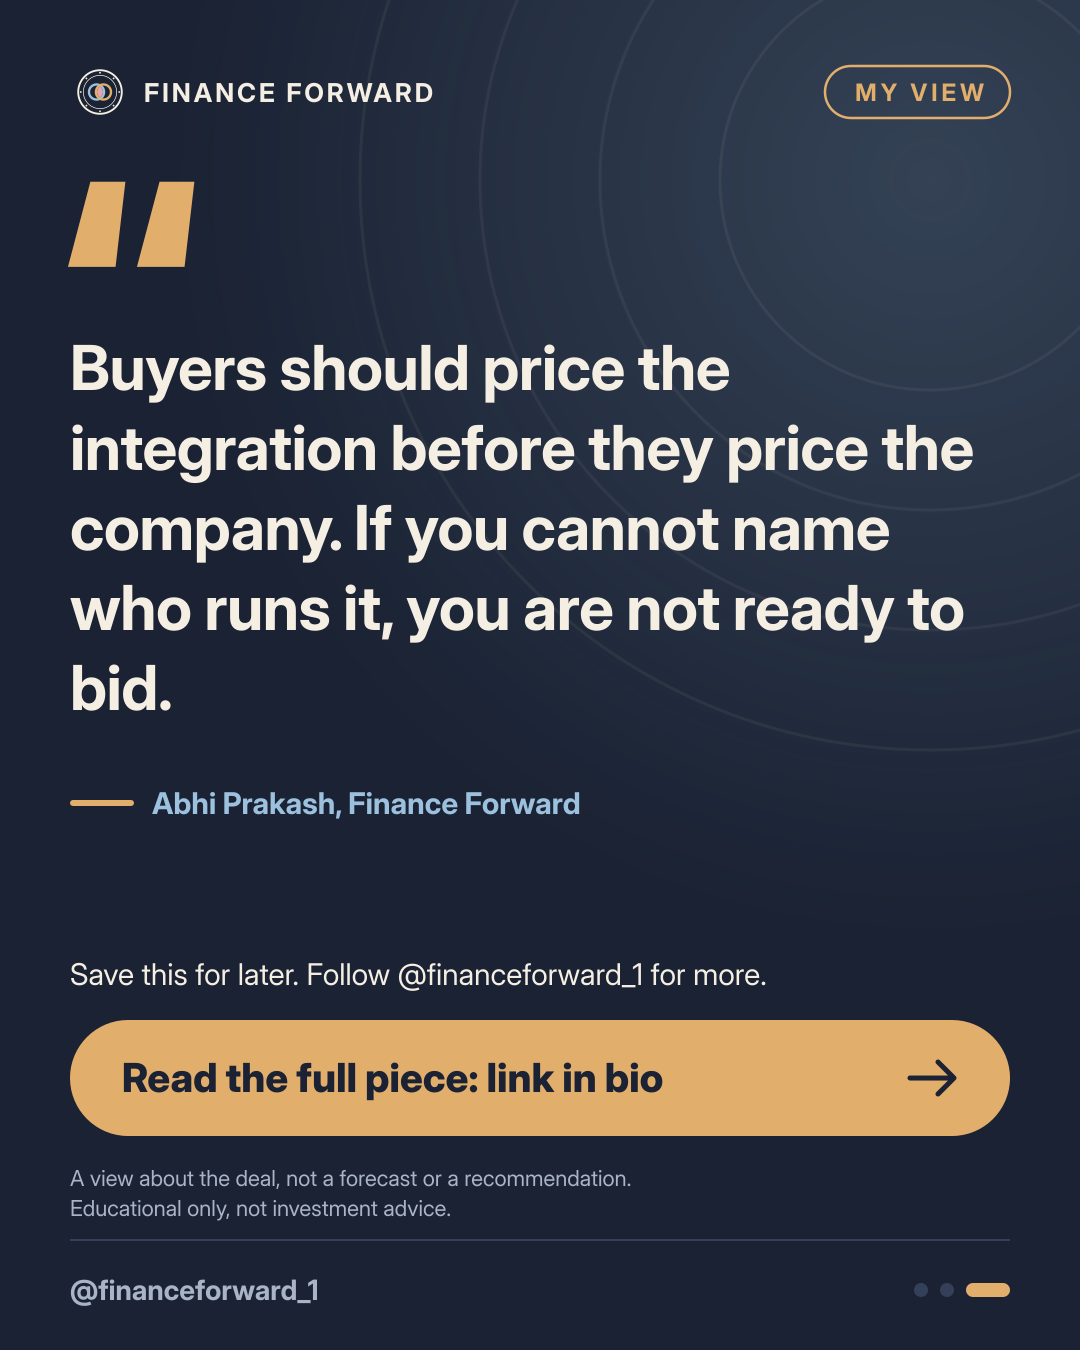 FINANCE FORWARD
MY VIEW
"
Buyers should price the
integration before they price the
company. If you cannot name
who runs it, you are not ready to
bid.
Abhi Prakash, Finance Forward
Save this for later. Follow @financeforward_1 for more.
Read the full piece: link in bio
A view about the deal, not a forecast or a recommendation.
Educational only, not investment advice.
@financeforward_1